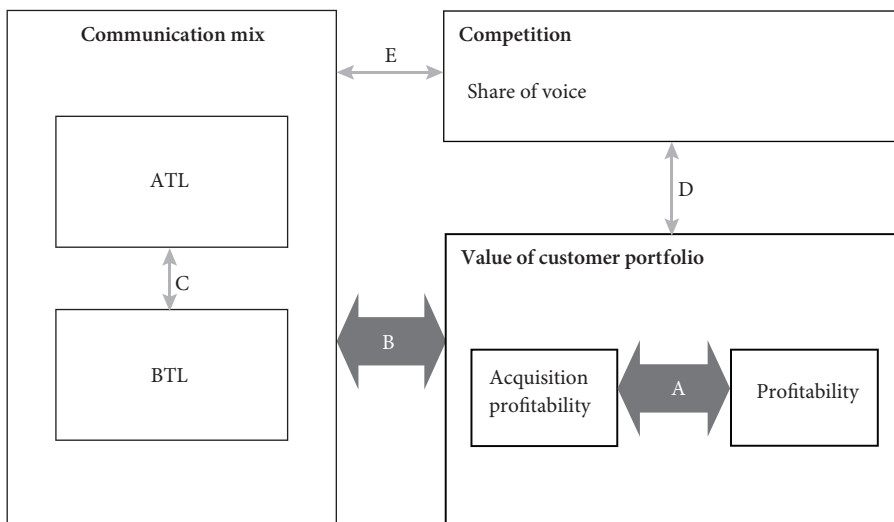 Communication mix
ATL
C
BTL
E
Competition
Share of voice
D
B
Value of customer portfolio
Acquisition
profitability
A
Profitability